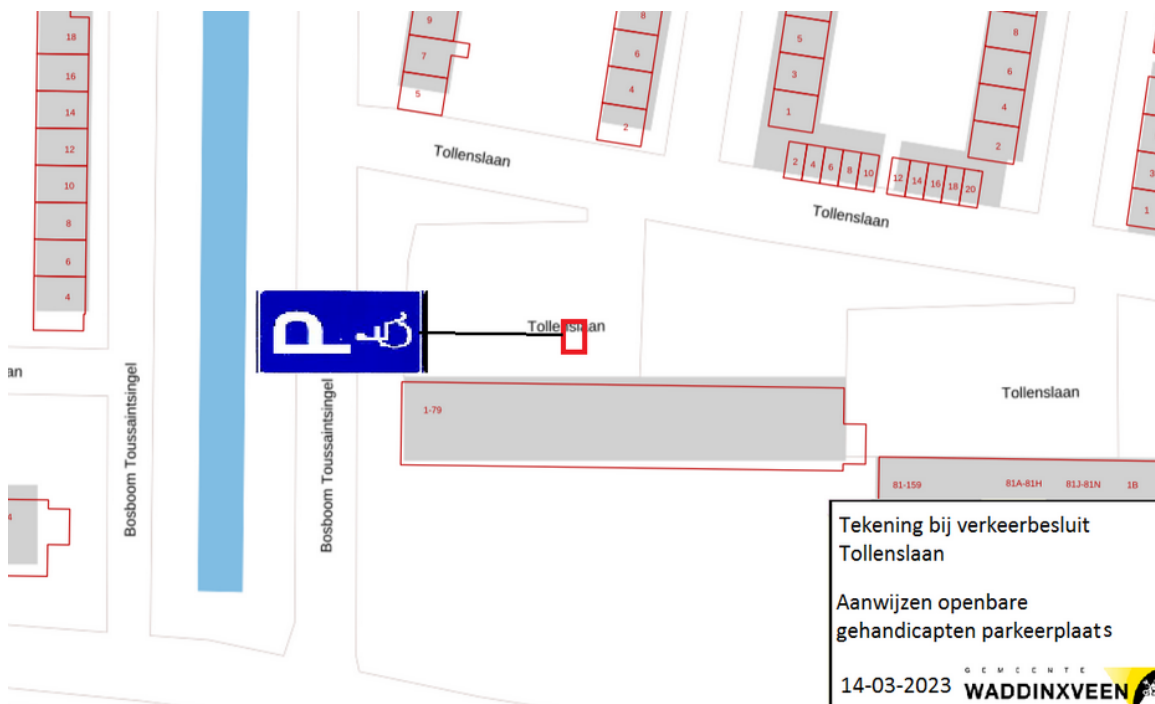 18
16
14
12
10
8
6
4
9
7
5
8
6
4
2
5
3
1
8
6
4
2
3
1
2 4 6 8 10
12 14 16 18 20
Tollenslaan
Tollenslaan
P
Tollenslaan
an
Tollenslaan
Bosboom Toussaintsingel
Bosboom Toussaintsingel
1-79
4
81-159 81A-81H 81J-81N 1B
Tekening bij verkeerbesluit
Tollenslaan
Aanwijzen openbare
gehandicapten parkeerplaats
14-03-2023
GEMEENTE
WADDINXVEEN